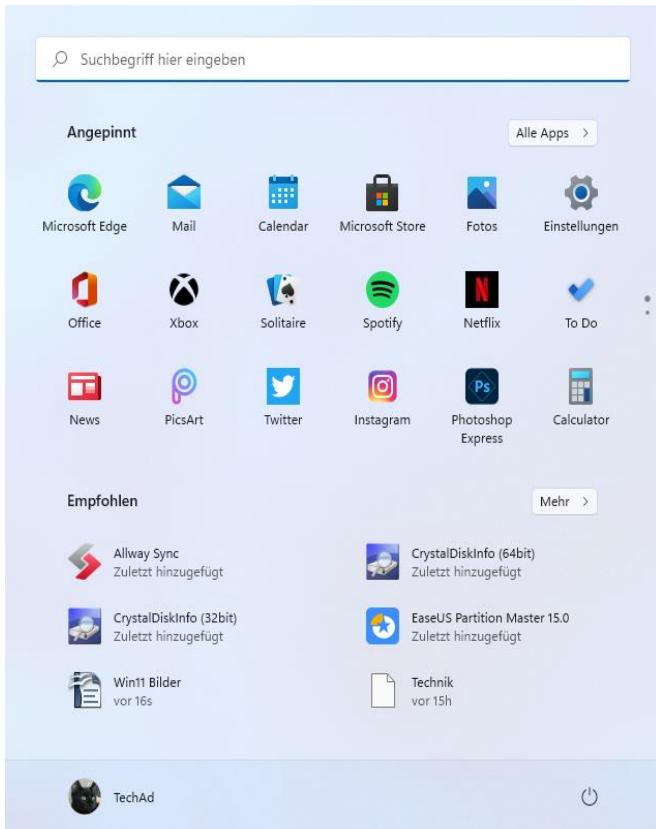 Suchbegriff hier eingeben
Angepinnt
Alle Apps
Microsoft Edge
Mail
Calendar
Microsoft Store
Fotos
Einstellungen
Office
Xbox
Solitaire
Spotify
Netflix
To Do
News
PicsArt
Twitter
Instagram
Ps
Photoshop
Express
Calculator
Empfohlen
Mehr
Allway Sync
Zuletzt hinzugefügt
CrystalDiskInfo (64bit)
Zuletzt hinzugefügt
CrystalDiskInfo (32bit)
Zuletzt hinzugefügt
EaseUS Partition Master 15.0
Zuletzt hinzugefügt
Win11 Bilder
vor 16s
Technik
vor 15h
TechAd